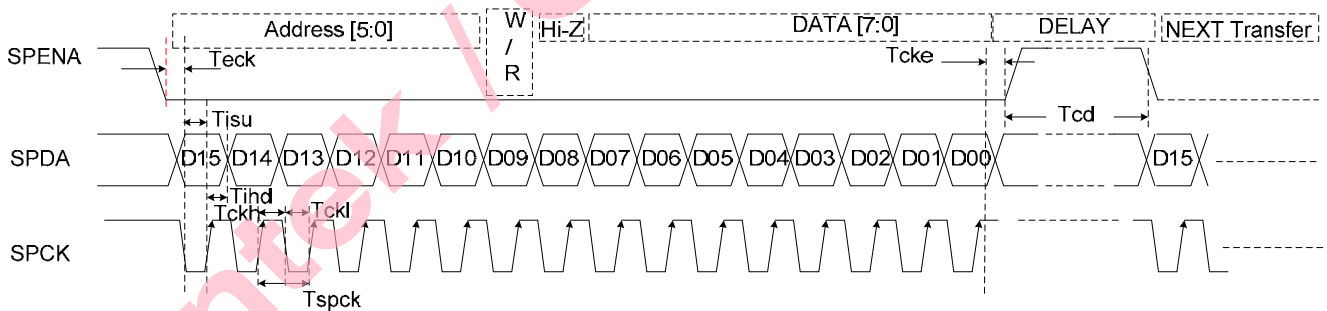 Address [5:0]
W
/
R
Hi-Z
DATA [7:0]
DELAY
NEXT Transfer
SPENA
Teck
Tcke
Tisu
Tcd
SPDA
D15 D14 D13 D12 D11 D10 D09 D08 D07 D06 D05 D04 D03 D02 D01 D00 D15
Tihd
Tckh
Tckl
SPCK
Tspck